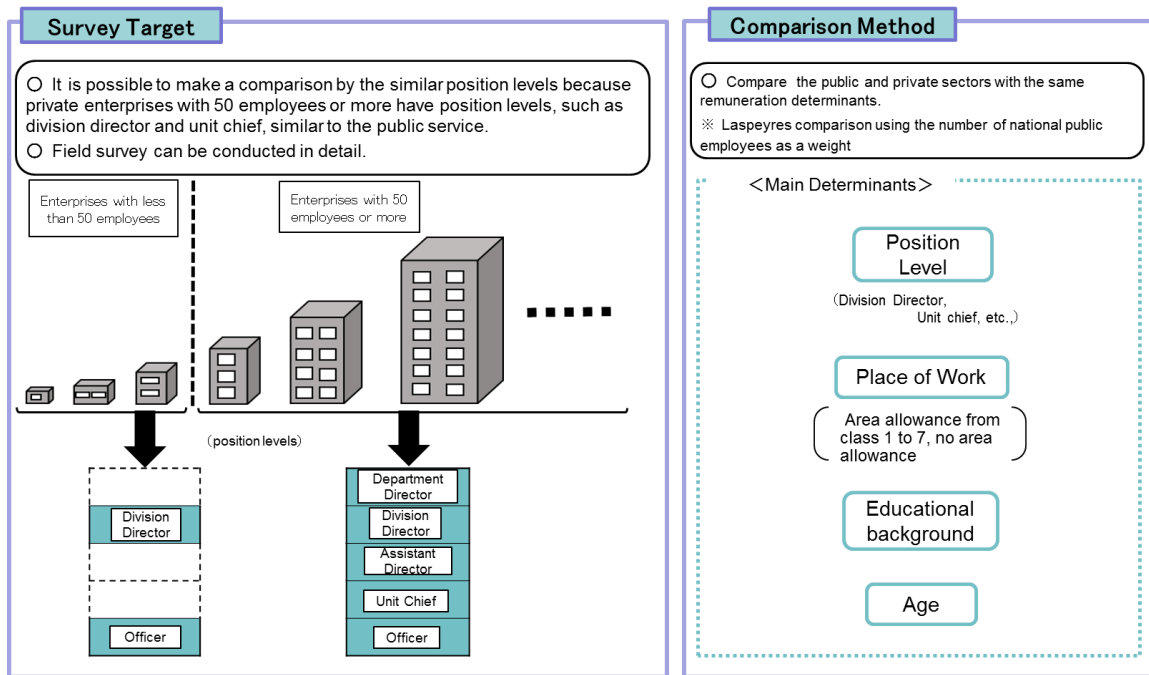 Survey Target
○ It is possible to make a comparison by the similar position levels because
private enterprises with 50 employees or more have position levels, such as
division director and unit chief, similar to the public service.
○ Field survey can be conducted in detail.
Enterprises with less
than 50 employees
Enterprises with 50
employees or more
(position levels)
Division
Director
Officer
Department
Director
Division
Director
Assistant
Director
Unit Chief
Officer
Comparison Method
○ Compare the public and private sectors with the same
remuneration determinants.
※ Laspeyres comparison using the number of national public
employees as a weight
＜Main Determinants＞
Position
Level
(Division Director,
Unit chief, etc.,)
Place of Work
Area allowance from
class 1 to 7, no area
allowance
Educational
background
Age